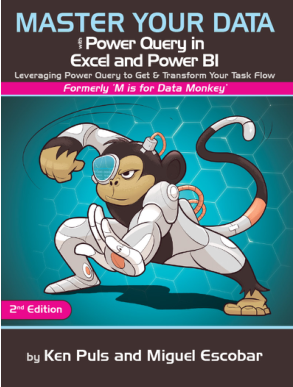 MASTER YOUR DATA
with Power Query in
Excel and Power BI
Leveraging Power Query to Get & Transform Your Task Flow
Formerly 'M is for Data Monkey'
2nd Edition
by Ken Puls and Miguel Escobar